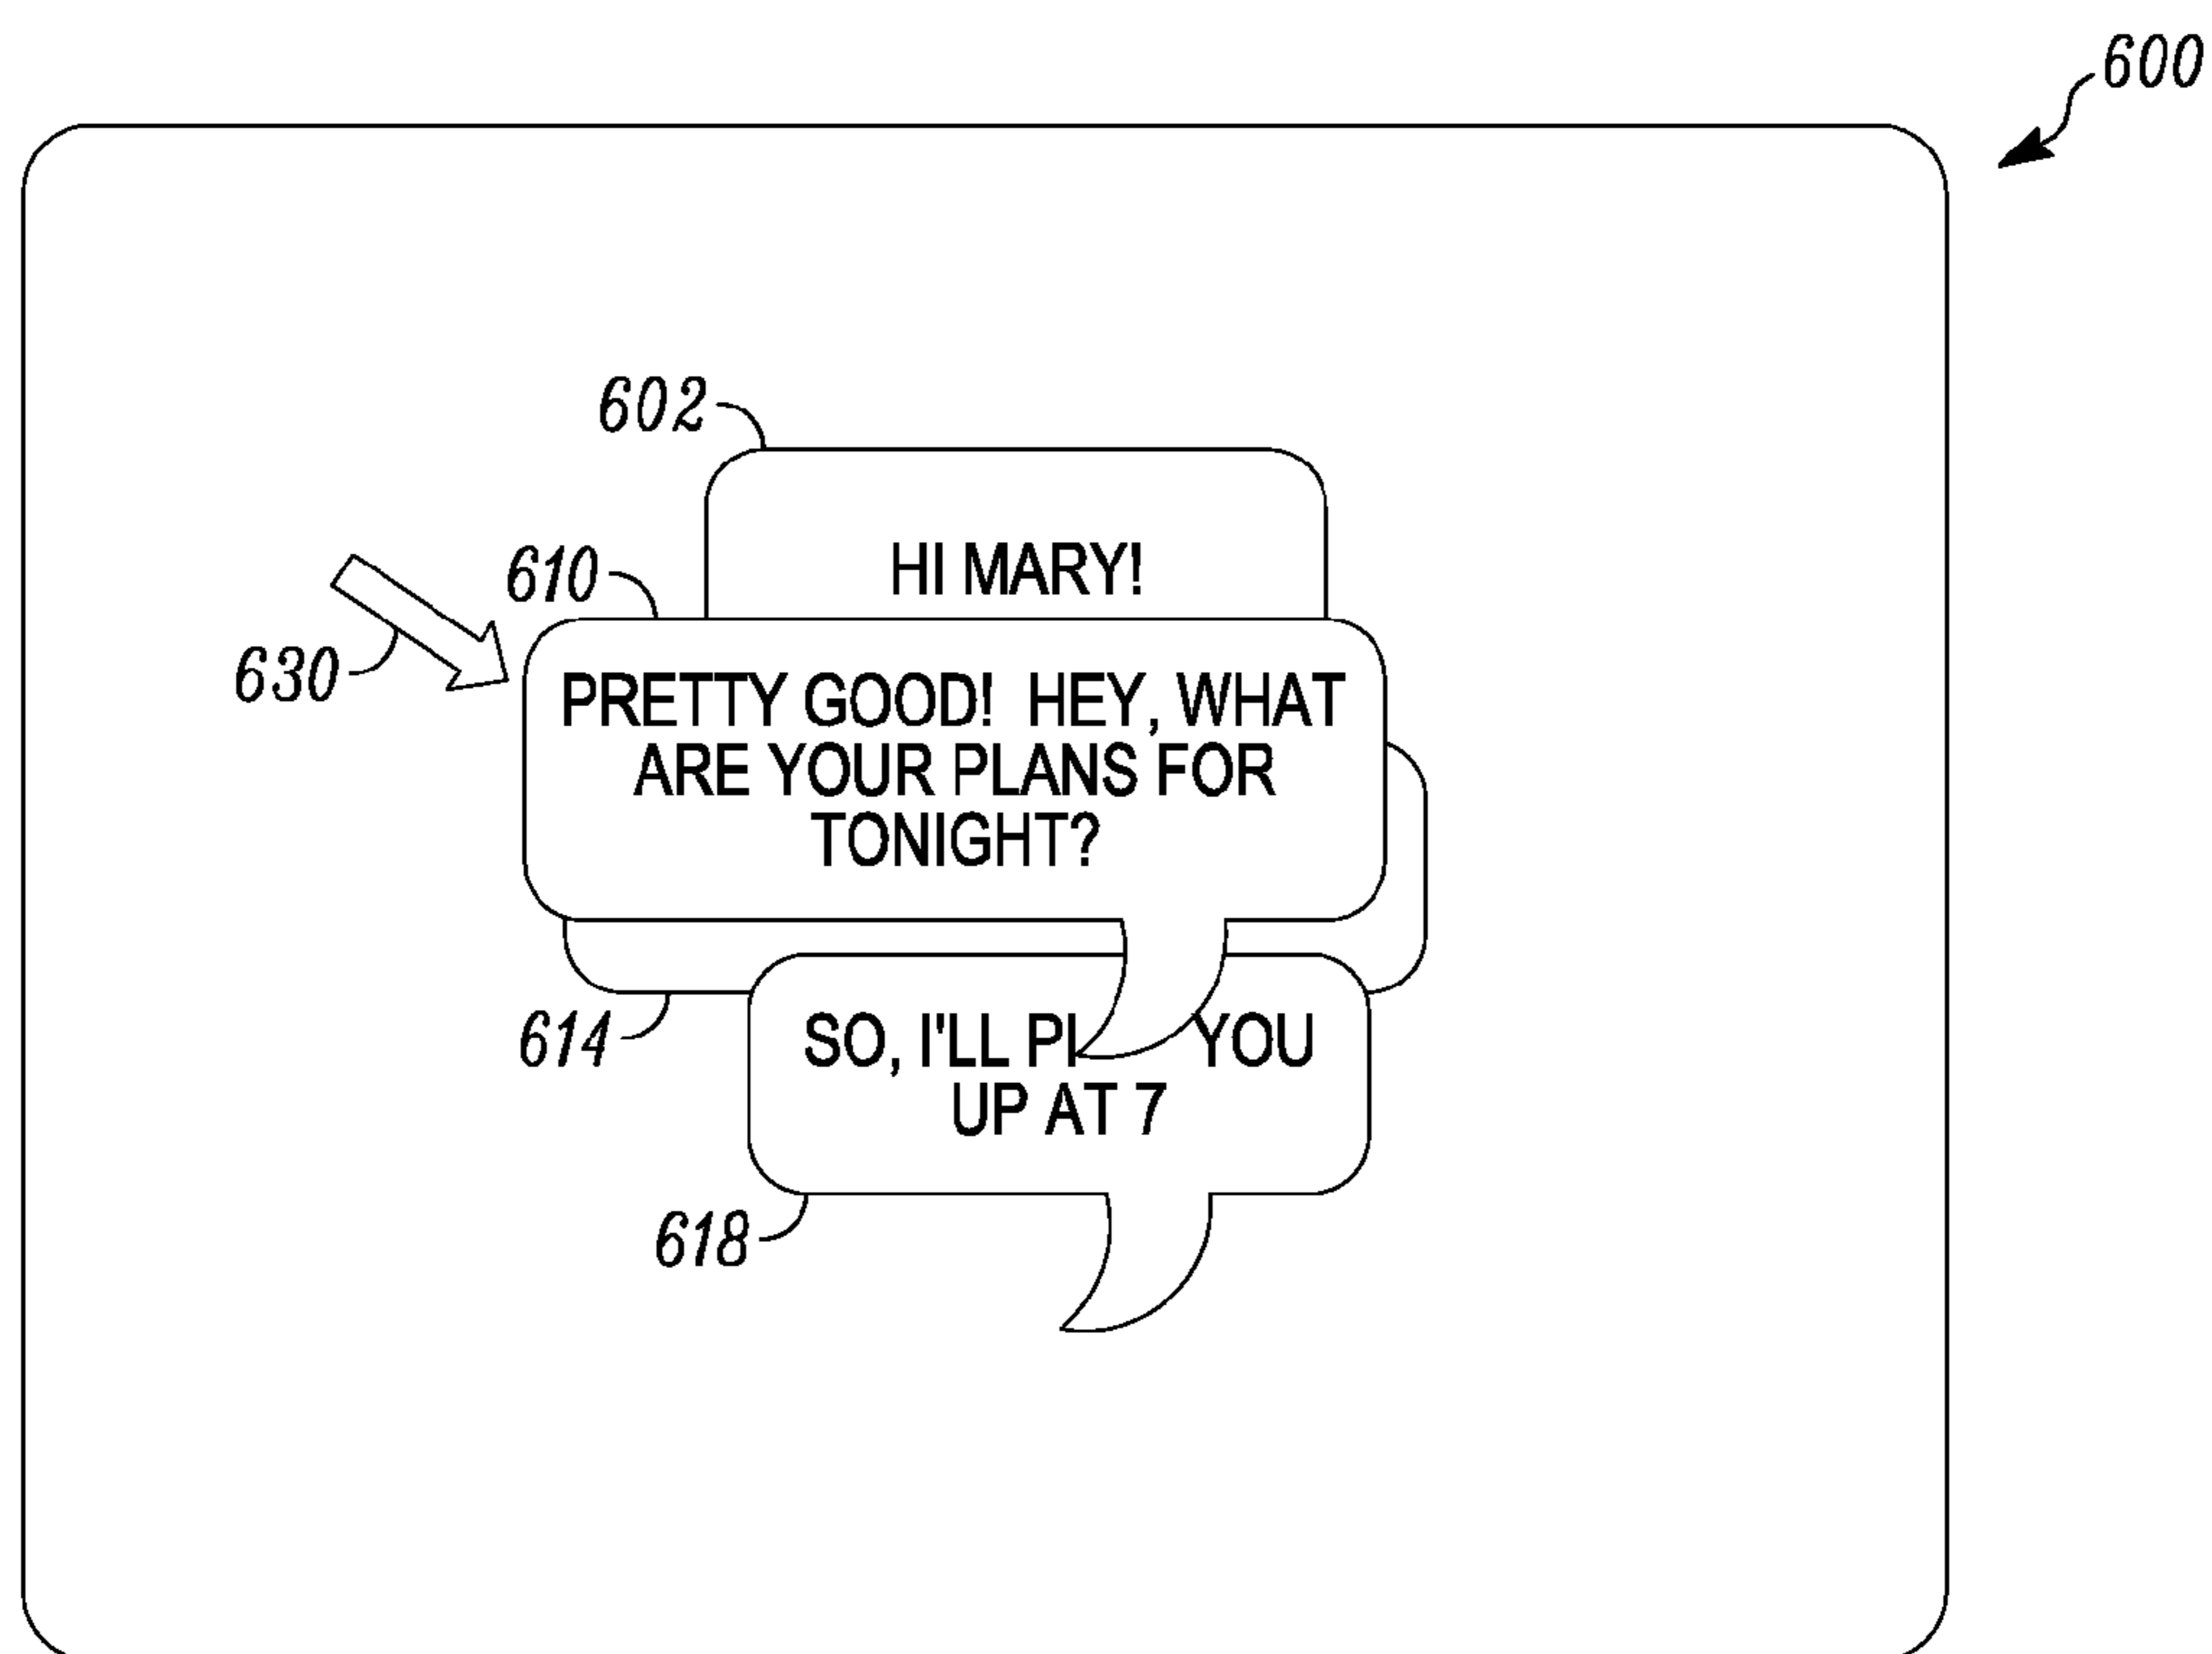 600
602
HI MARY!
610
630
PRETTY GOOD! HEY, WHAT
ARE YOUR PLANS FOR
TONIGHT?
614
SO, I'LL PI YOU
UP AT 7
618